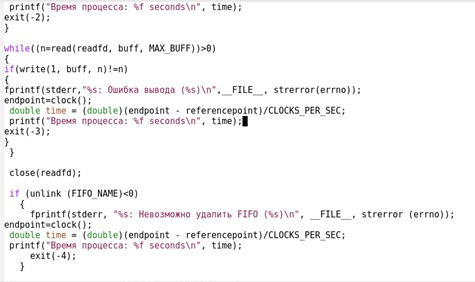 printf("Время процесса: %f seconds\n", time);
exit(-2);
}
while((n=read(readfd, buff, MAX_BUFF))>0)
{
if(write(1, buff, n)!=n)
{
fprintf(stderr,"%s: Ошибка вывода (%s)\n",__FILE__, strerror(errno));
endpoint=clock();
double time = (double)(endpoint - referencepoint)/CLOCKS_PER_SEC;
printf("Время процесса: %f seconds\n", time);
exit(-3);
}
}
close(readfd);
if (unlink (FIFO_NAME)<0)
{
fprintf(stderr, "%s: Невозможно удалить FIFO (%s)\n", __FILE__, strerror (errno));
endpoint=clock();
double time = (double)(endpoint - referencepoint)/CLOCKS_PER_SEC;
printf("Время процесса: %f seconds\n", time);
exit(-4);
}